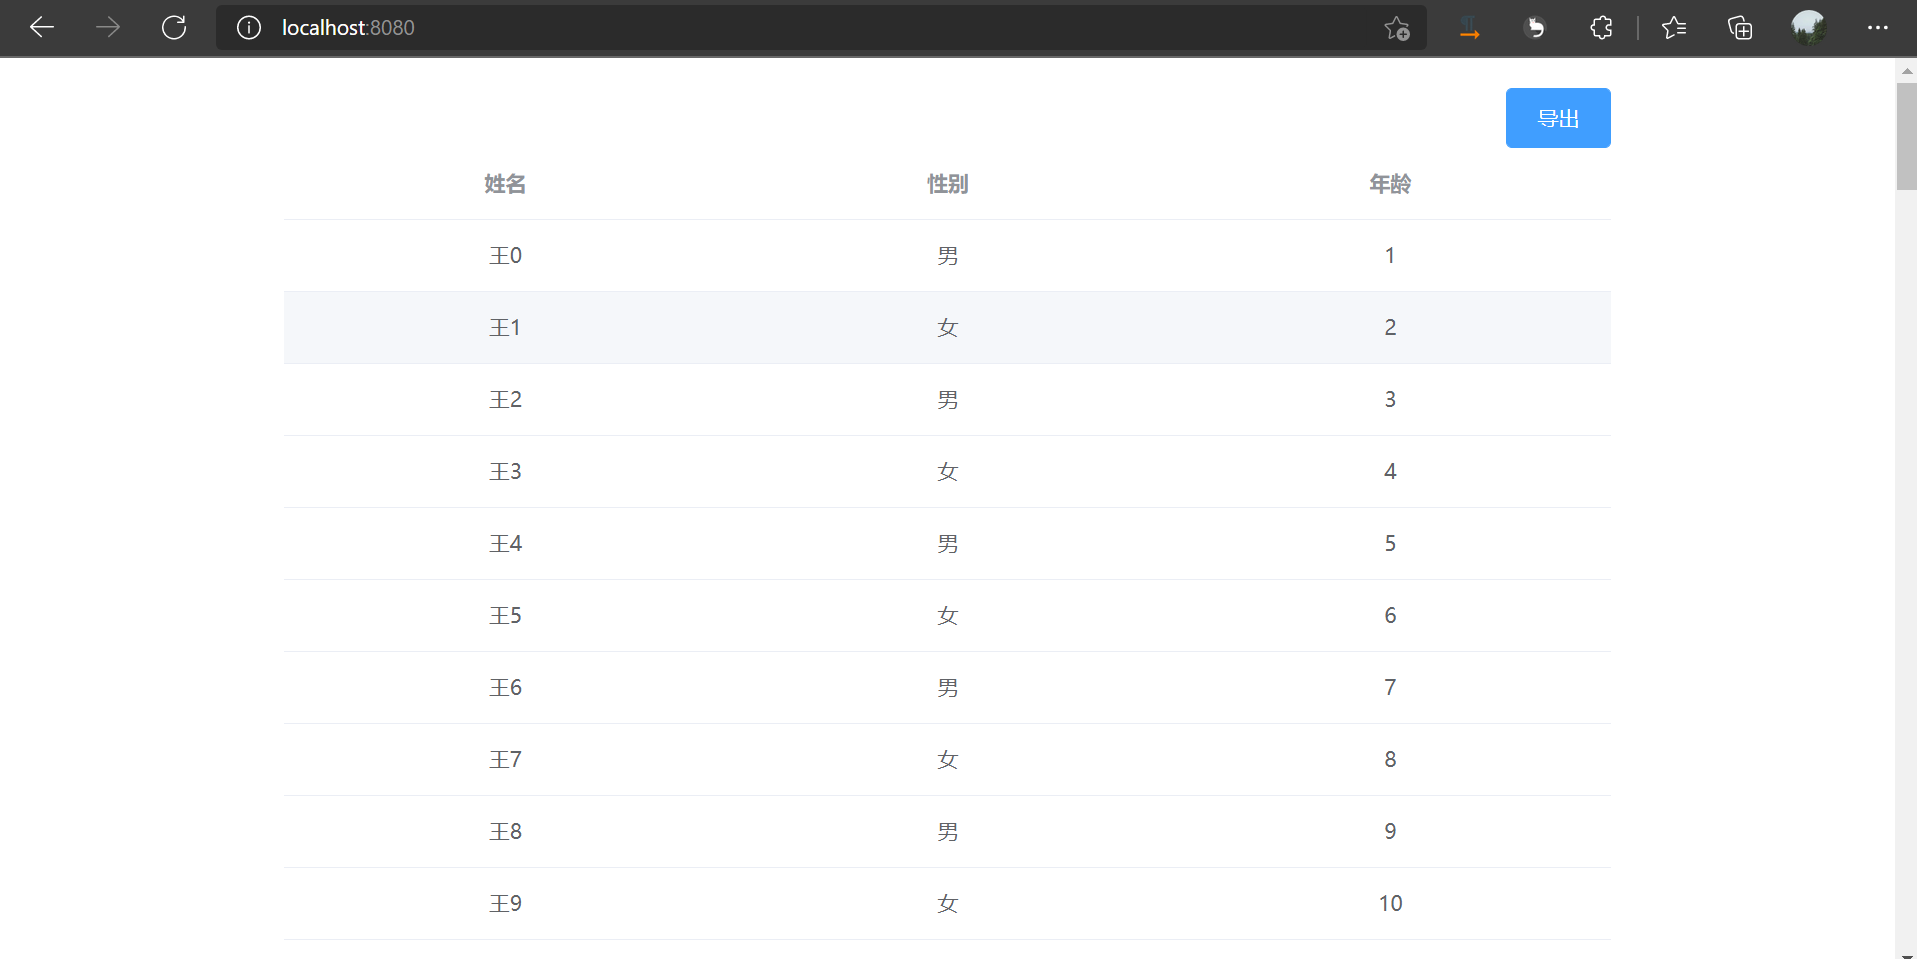 localhost:8080
导出
姓名 性别 年龄
王0 男 1
王1 女 2
王2 男 3
王3 女 4
王4 男 5
王5 女 6
王6 男 7
王7 女 8
王8 男 9
王9 女 10